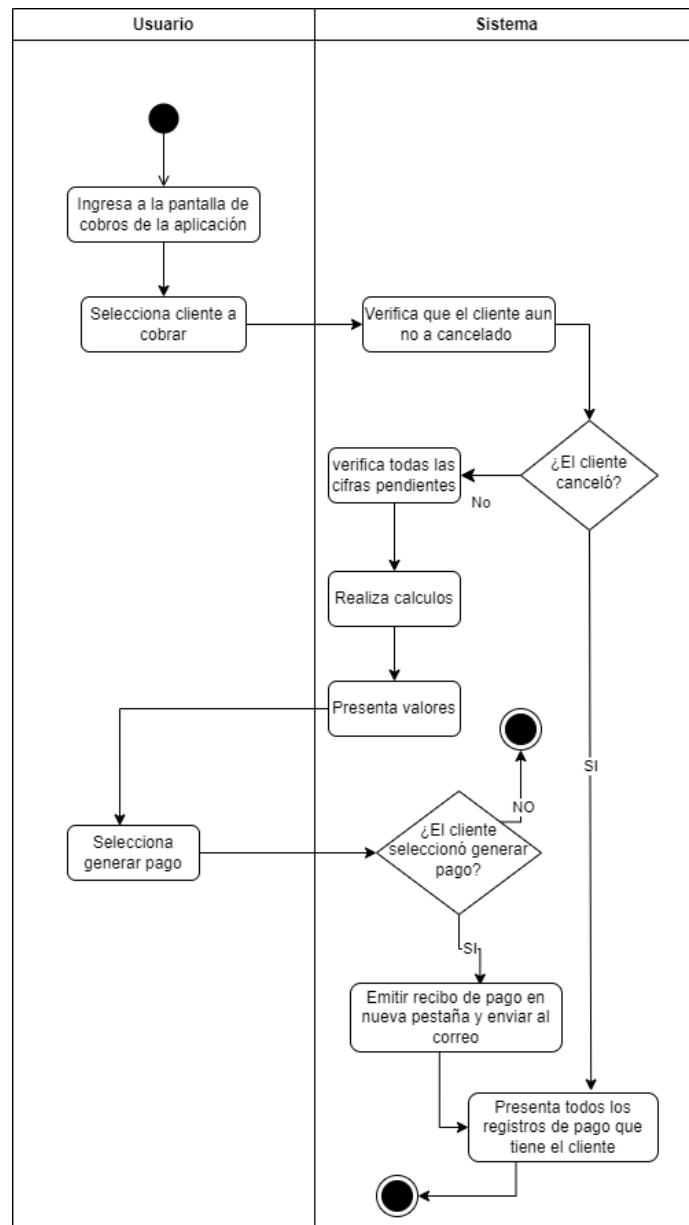 Usuario
Sistema
Ingresa a la pantalla de
cobros de la aplicación
Selecciona cliente a
cobrar
Verifica que el cliente aun
no a cancelado
¿El cliente
canceló?
No
verifica todas las
cifras pendientes
Realiza calculos
Presenta valores
SI
NO
Selecciona
generar pago
¿El cliente
seleccionó generar
pago?
SI
Emitir recibo de pago en
nueva pestaña y enviar al
correo
Presenta todos los
registros de pago que
tiene el cliente